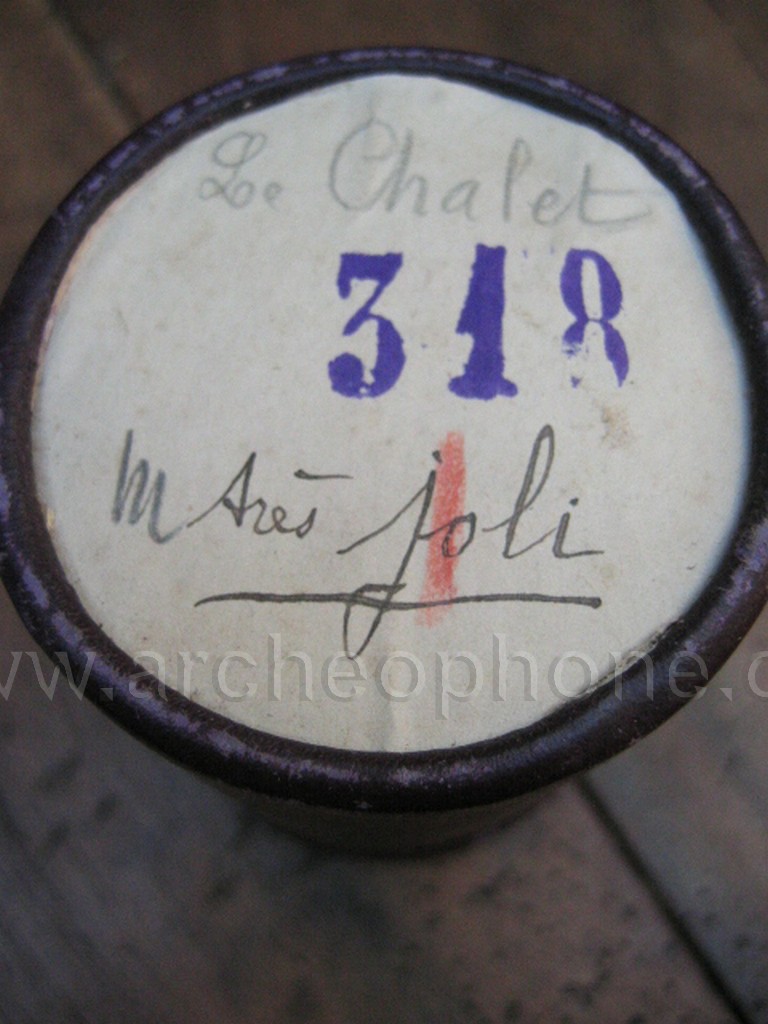 Le Chalet
318
M très joli
www.archeophone.